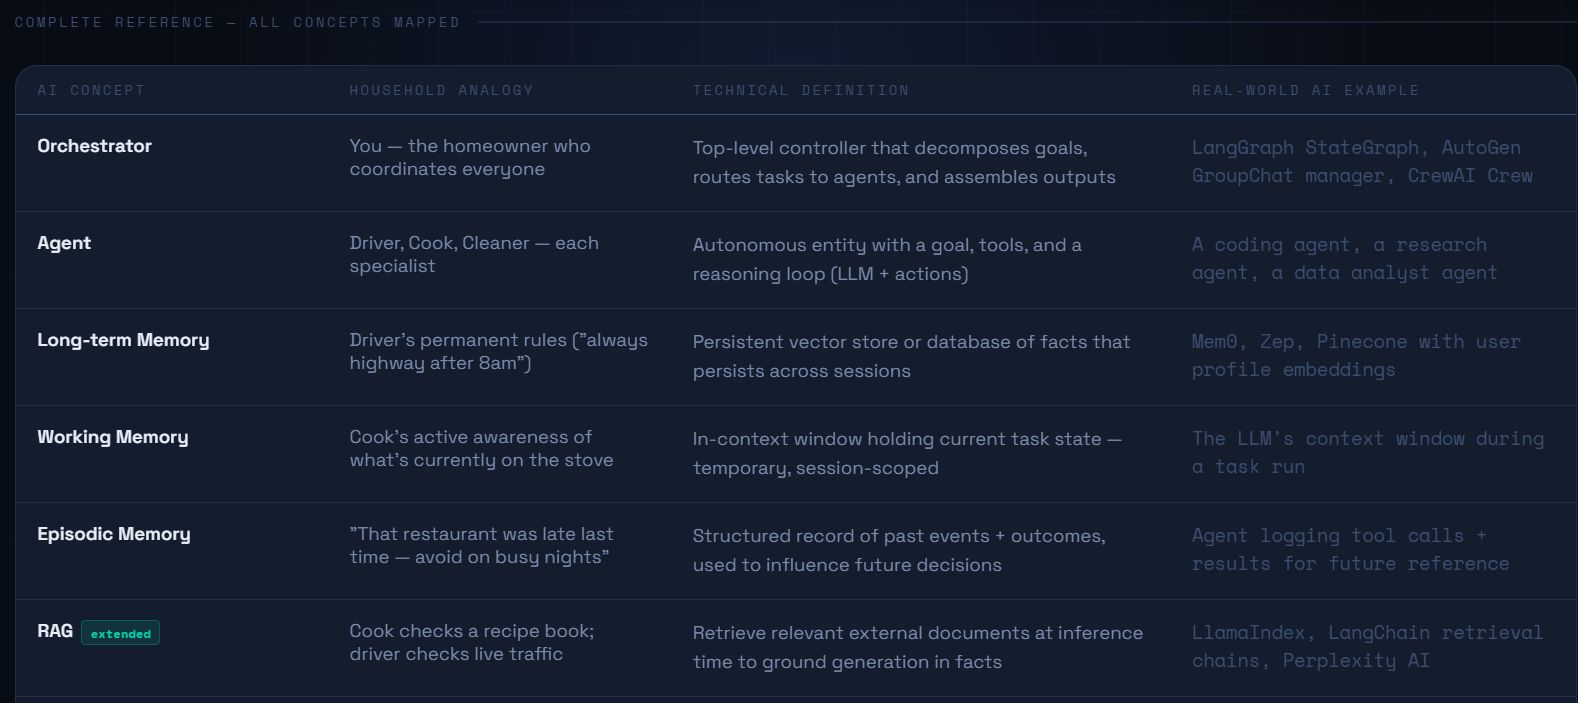 COMPLETE REFERENCE — ALL CONCEPTS MAPPED
AI CONCEPT
HOUSEHOLD ANALOGY
TECHNICAL DEFINITION
REAL-WORLD AI EXAMPLE
Orchestrator
You — the homeowner who
coordinates everyone
Top-level controller that decomposes goals,
routes tasks to agents, and assembles outputs
LangGraph StateGraph, AutoGen
GroupChat manager, CrewAI Crew
Agent
Driver, Cook, Cleaner — each
specialist
Autonomous entity with a goal, tools, and a
reasoning loop (LLM + actions)
A coding agent, a research
agent, a data analyst agent
Long-term Memory
Driver's permanent rules ("always
highway after 8am")
Persistent vector store or database of facts that
persists across sessions
Mem0, Zep, Pinecone with user
profile embeddings
Working Memory
Cook's active awareness of
what's currently on the stove
In-context window holding current task state —
temporary, session-scoped
The LLM's context window during
a task run
Episodic Memory
"That restaurant was late last
time — avoid on busy nights"
Structured record of past events + outcomes,
used to influence future decisions
Agent logging tool calls +
results for future reference
RAG extended
Cook checks a recipe book;
driver checks live traffic
Retrieve relevant external documents at inference
time to ground generation in facts
LlamaIndex, LangChain retrieval
chains, Perplexity AI